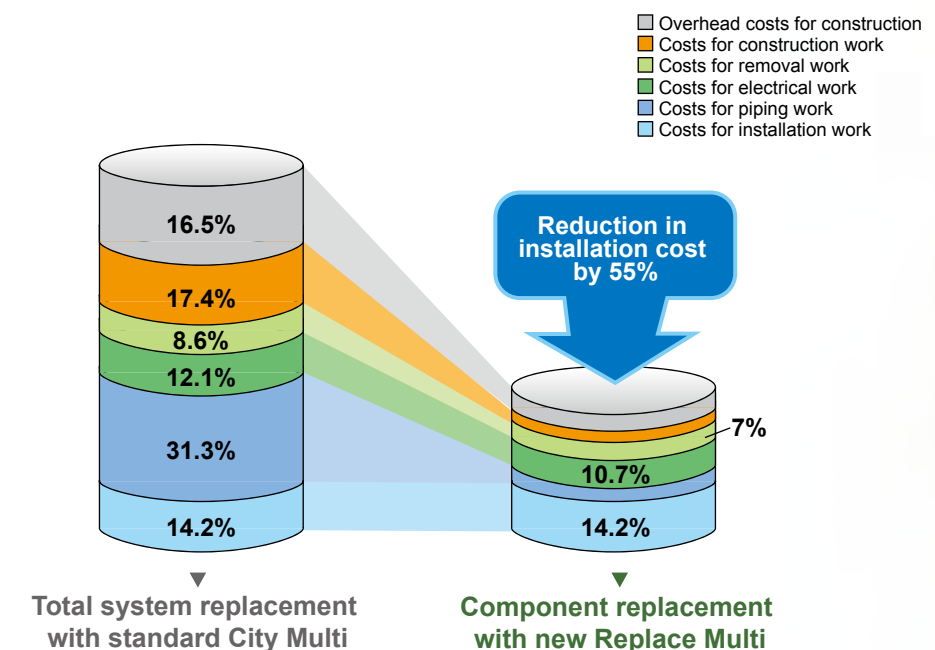 Overhead costs for construction
Costs for construction work
Costs for removal work
Costs for electrical work
Costs for piping work
Costs for installation work
16.5%
17.4%
8.6%
12.1%
31.3%
14.2%
Reduction in
installation cost
by 55%
7%
10.7%
14.2%
Total system replacement
with standard City Multi
Component replacement
with new Replace Multi